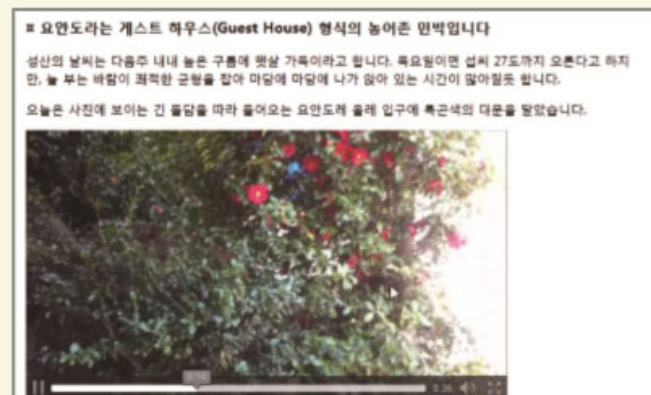 ¤ 요안도라는 게스트 하우스(Guest House) 형식의 농어촌 민박입니다
성산의 날씨는 다음주 내내 높은 구름에 햇살 가득이라고 합니다. 목요일이면 섭씨 27도까지 오른다고 하지
만, 늘 부는 바람이 쾌적한 균형을 잡아 마당에 마당에 나가 앉아 있는 시간이 많아질듯 합니다.
오늘은 사진에 보이는 긴 돌담을 따라 들어오는 요안도레 올레 입구에 쪽빛색의 대문을 달았습니다.
0:36